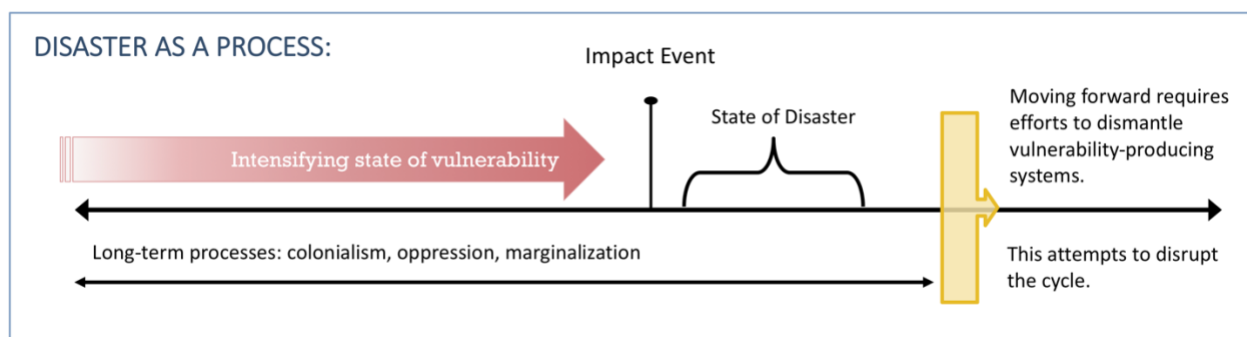 DISASTER AS A PROCESS:
Impact Event
State of Disaster
Intensifying state of vulnerability
Moving forward requires
efforts to dismantle
vulnerability-producing
systems.
Long-term processes: colonialism, oppression, marginalization
This attempts to disrupt
the cycle.